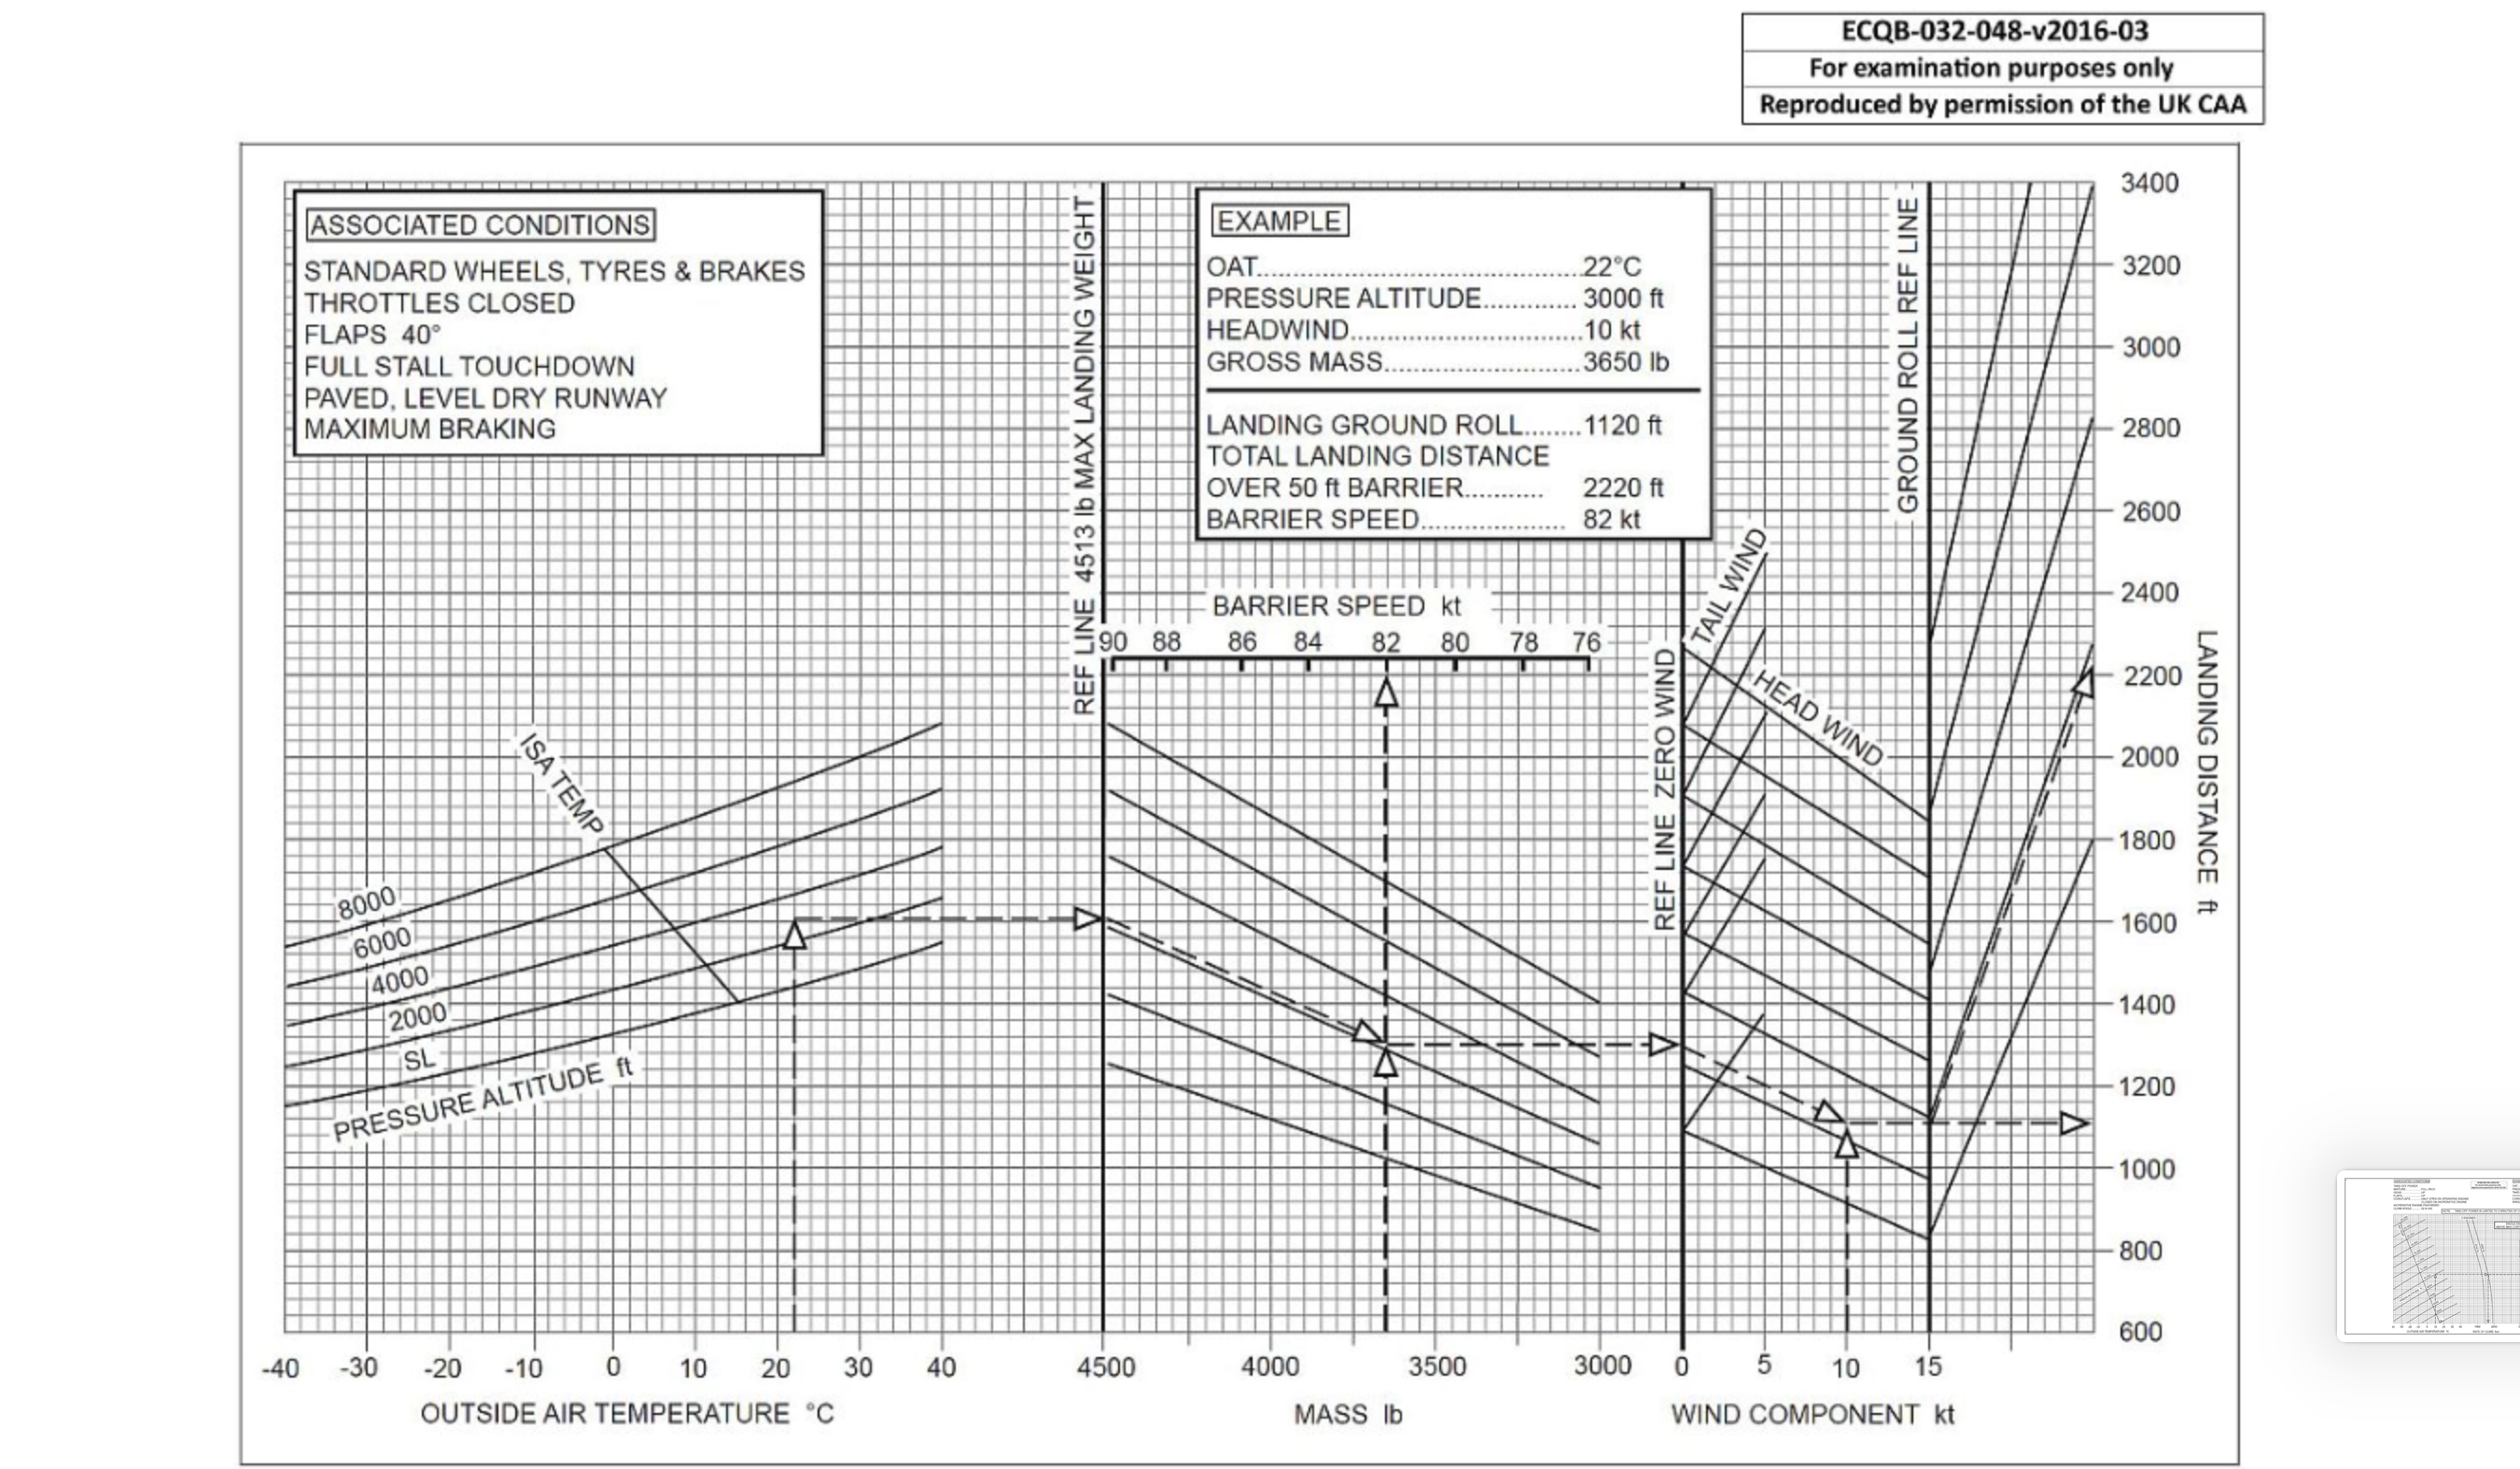 ECQB-032-048-v2016-03
For examination purposes only
Reproduced by permission of the UK CAA
ASSOCIATED CONDITIONS
STANDARD WHEELS, TYRES & BRAKES
THROTTLES CLOSED
FLAPS 40°
FULL STALL TOUCHDOWN
PAVED, LEVEL DRY RUNWAY
MAXIMUM BRAKING
REF LINE 4513 lb MAX LANDING WEIGHT
EXAMPLE
OAT....................................................22°C
PRESSURE ALTITUDE............. 3000 ft
HEADWIND..................................10 kt
GROSS MASS.............................3650 lb
LANDING GROUND ROLL........1120 ft
TOTAL LANDING DISTANCE
OVER 50 ft BARRIER........... 2220 ft
BARRIER SPEED..................... 82 kt
GROUND ROLL REF LINE
3400
3200
3000
2800
2600
2400
2200
2000
1800
1600
1400
1200
1000
800
600
LANDING DISTANCE ft
BARRIER SPEED kt
90 88 86 84 82 80 78 76
TAIL WIND
HEAD WIND
REF LINE ZERO WIND
ISA TEMP
8000
6000
4000
2000
SL
PRESSURE ALTITUDE ft
-40 -30 -20 -10 0 10 20 30 40 4500 4000 3500 3000 0 5 10 15
OUTSIDE AIR TEMPERATURE °C MASS lb WIND COMPONENT kt